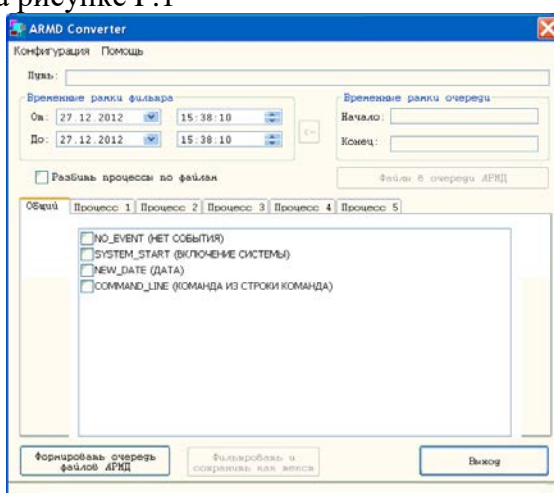 рисунке Г.1
ARMD Converter
Конфигурация Помощь
Путь:
Временные рамки фильтра
Временные рамки очереди
От: 27.12.2012 15:38:10
Начало:
До: 27.12.2012 15:38:10
<-
Конец:
Разбить процессы по файлам
Файлы в очереди АРМД
Общий Процесс 1 Процесс 2 Процесс 3 Процесс 4 Процесс 5
NO_EVENT (НЕТ СОБЫТИЯ)
SYSTEM_START (ВКЛЮЧЕНИЕ СИСТЕМЫ)
NEW_DATE (ДАТА)
COMMAND_LINE (КОМАНДА ИЗ СТРОКИ КОМАНДА)
Формировать очередь
файлов АРМД
Фильтровать и
сохранить как текст
Выход